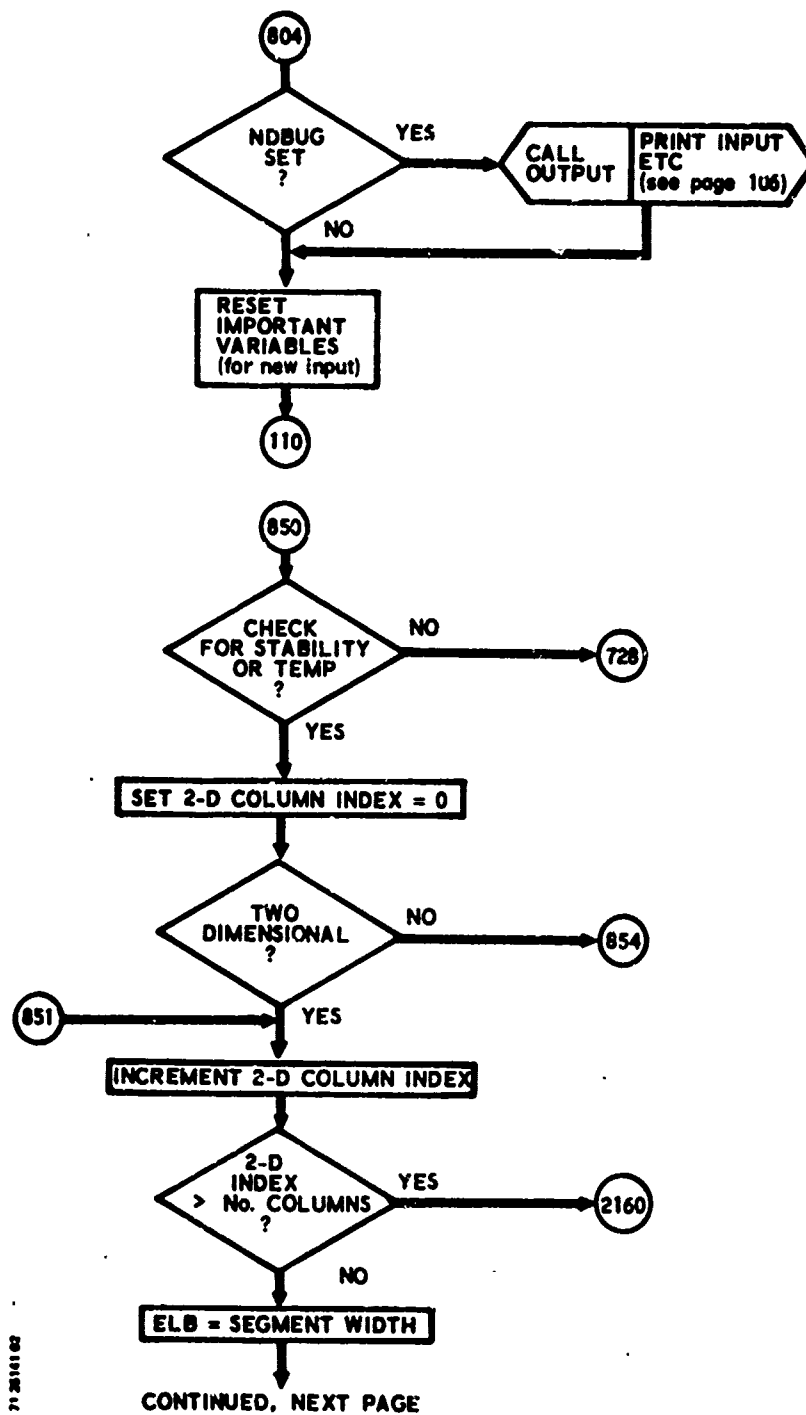 804
NDBUG
SET
?
YES
CALL
OUTPUT
PRINT INPUT
ETC
(see page 106)
NO
RESET
IMPORTANT
VARIABLES
(for new input)
110
850
CHECK
FOR STABILITY
OR TEMP
?
NO
728
YES
SET 2-D COLUMN INDEX = 0
TWO
DIMENSIONAL
?
NO
854
851
YES
INCREMENT 2-D COLUMN INDEX
2-D
INDEX
> No. COLUMNS
?
YES
2160
NO
ELB = SEGMENT WIDTH
CONTINUED, NEXT PAGE